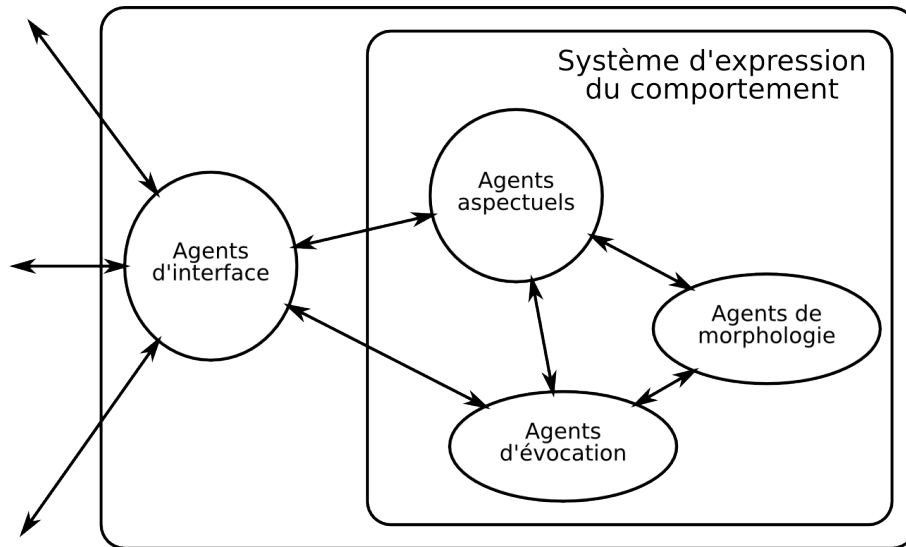 Système d'expression
du comportement
Agents
aspectuels
Agents
d'interface
Agents de
morphologie
Agents
d'évocation